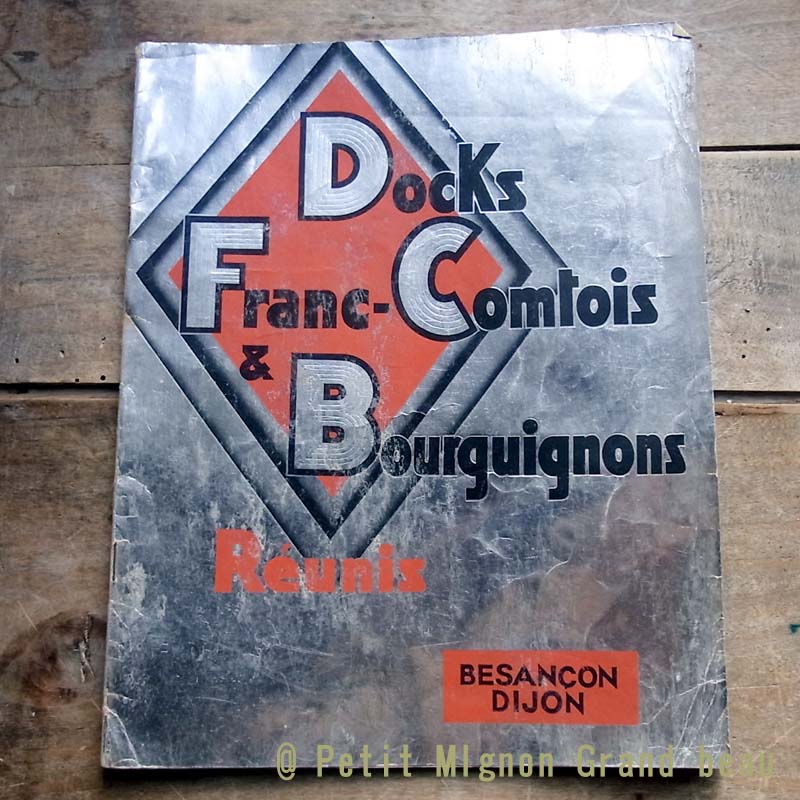 Docks
Franc-Comtois
&
Bourguignons
Réunis
BESANÇON
DIJON
@ Petit MIgnon Grand beau